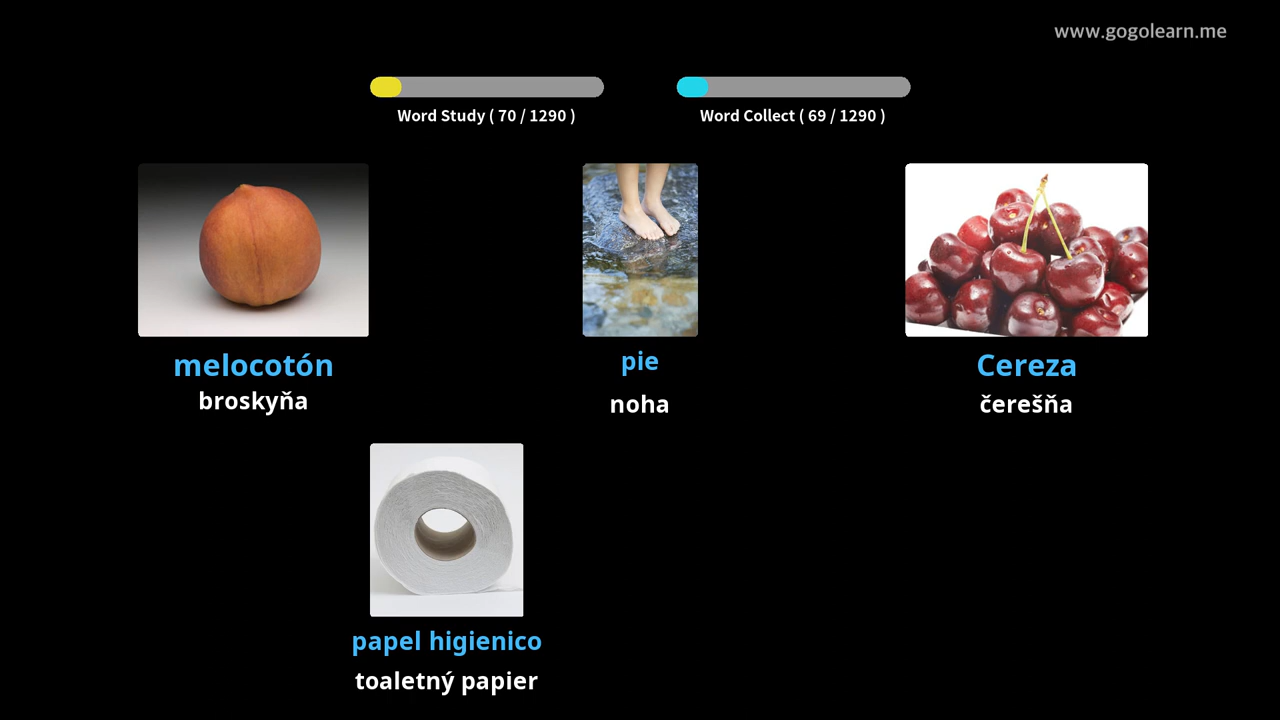 www.gogolearn.me
Word Study ( 70 / 1290 )
Word Collect ( 69 / 1290 )
melocotón
broskyňa
pie
noha
Cereza
čerešňa
papel higienico
toaletný papier